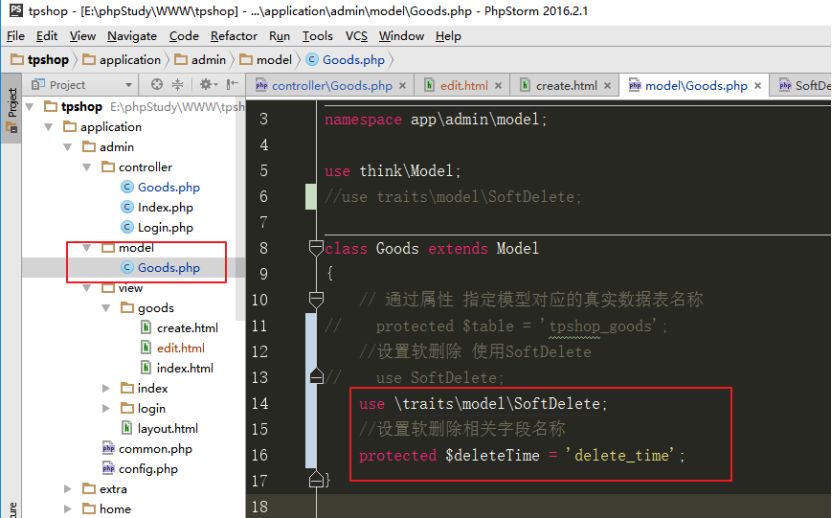 tpshop - [E:\phpStudy\WWW\tpshop] - ...\application\admin\model\Goods.php - PhpStorm 2016.2.1
File Edit View Navigate Code Refactor Run Tools VCS Window Help
tpshop application admin model Goods.php
Project
controller\Goods.php × edit.html × create.html × model\Goods.php × SoftDe
Project
tpshop E:\phpStudy\WWW\tpsh
application
admin
controller
Goods.php
Index.php
Login.php
model
Goods.php
view
goods
create.html
edit.html
index.html
index
login
layout.html
common.php
config.php
extra
home
3 namespace app\admin\model;
4
5 use think\Model;
6 //use traits\model\SoftDelete;
7
8 class Goods extends Model
9 {
10 // 通过属性 指定模型对应的真实数据表名称
11 // protected $table = 'tpshop_goods';
12 //设置软删除 使用SoftDelete
13 // use SoftDelete;
14 use \traits\model\SoftDelete;
15 //设置软删除相关字段名称
16 protected $deleteTime = 'delete_time';
17 }
18